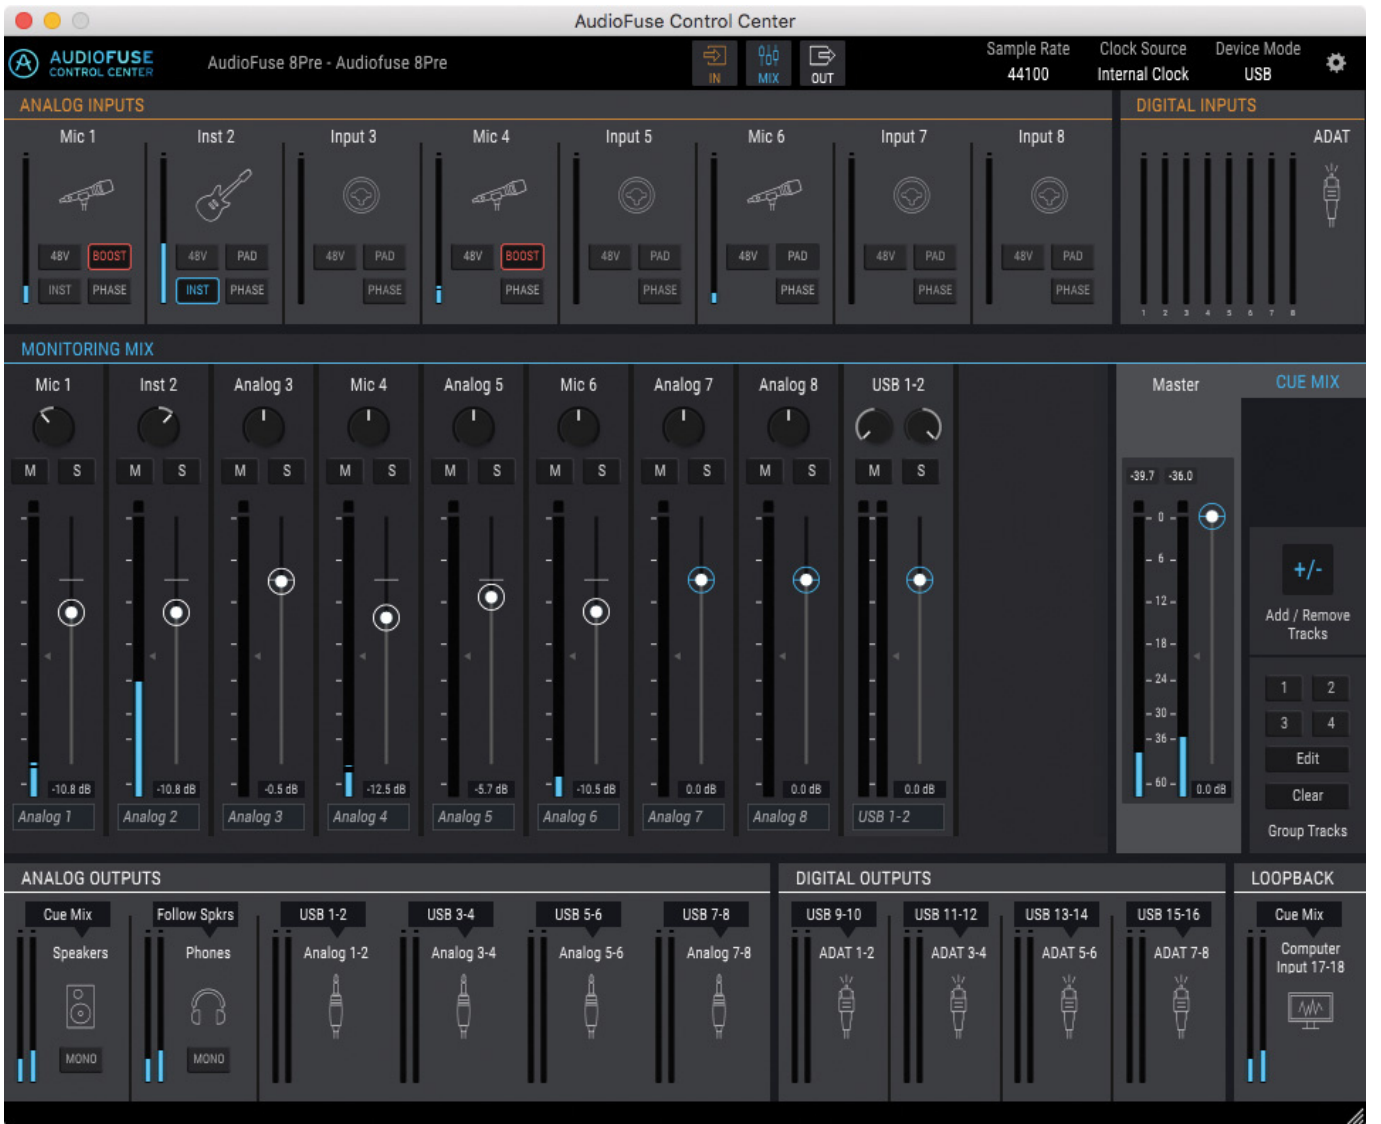 AudioFuse Control Center
AUDIOFUSE
CONTROL CENTER
AudioFuse 8Pre - Audiofuse 8Pre
IN
MIX
OUT
Sample Rate
44100
Clock Source
Internal Clock
Device Mode
USB
ANALOG INPUTS
DIGITAL INPUTS
Mic 1
Inst 2
Input 3
Mic 4
Input 5
Mic 6
Input 7
Input 8
ADAT
48V BOOST
48V PAD
48V PAD
48V BOOST
48V PAD
48V PAD
48V PAD
48V PAD
INST PHASE
INST PHASE
PHASE
PHASE
PHASE
PHASE
PHASE
PHASE
1 2 3 4 5 6 7 8
MONITORING MIX
Mic 1
Inst 2
Analog 3
Mic 4
Analog 5
Mic 6
Analog 7
Analog 8
USB 1-2
Master
CUE MIX
M S
M S
M S
M S
M S
M S
M S
M S
M S
-39.7 -36.0
0
6
12
18
24
30
36
60
-10.8 dB
-10.8 dB
-0.5 dB
-12.5 dB
-5.7 dB
-10.5 dB
0.0 dB
0.0 dB
0.0 dB
0.0 dB
Analog 1
Analog 2
Analog 3
Analog 4
Analog 5
Analog 6
Analog 7
Analog 8
USB 1-2
+/-
Add / Remove
Tracks
1 2
3 4
Edit
Clear
Group Tracks
ANALOG OUTPUTS
DIGITAL OUTPUTS
LOOPBACK
Cue Mix
Follow Spkrs
USB 1-2
USB 3-4
USB 5-6
USB 7-8
USB 9-10
USB 11-12
USB 13-14
USB 15-16
Cue Mix
Speakers
Phones
Analog 1-2
Analog 3-4
Analog 5-6
Analog 7-8
ADAT 1-2
ADAT 3-4
ADAT 5-6
ADAT 7-8
Computer
Input 17-18
MONO
MONO